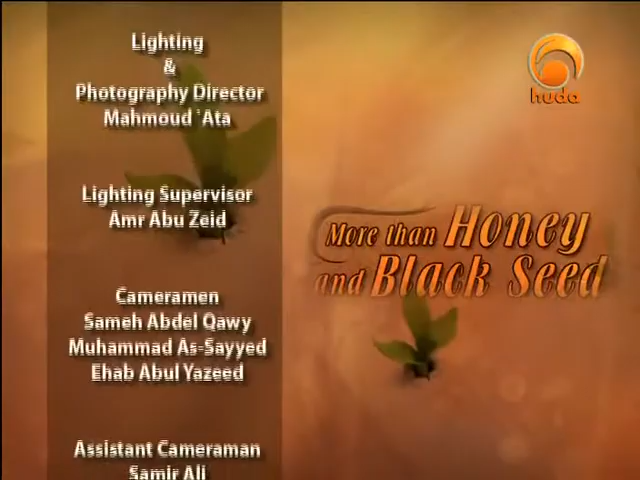 Lighting
&
Photography Director
Mahmoud `Ata
Lighting Supervisor
Amr Abu Zeid
Cameramen
Sameh Abdel Qawy
Muhammad As-Sayyed
Ehab Abul Yazeed
Assistant Cameraman
Samir Ali
huda
More than Honey
and Black Seed